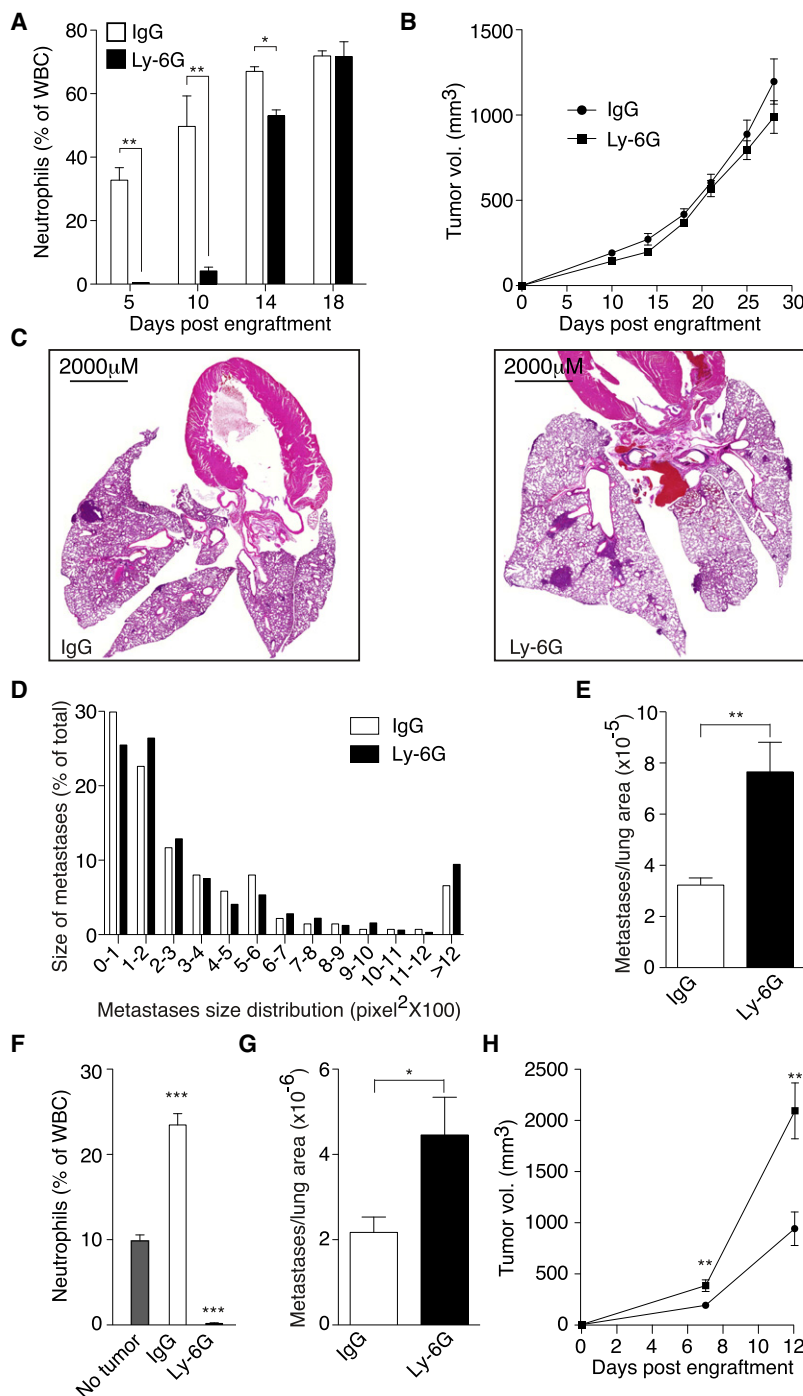 A
IgG
Ly-6G
Neutrophils (% of WBC)
80
60
40
20
0
**
**
*
5 10 14 18
Days post engraftment
B
IgG
Ly-6G
Tumor vol. (mm3)
1500
1000
500
0
0 5 10 15 20 25 30
Days post engraftment
C
2000μM
IgG
2000μM
Ly-6G
D
IgG
Ly-6G
Size of metastases (% of total)
30
20
10
0
0-1 1-2 2-3 3-4 4-5 5-6 6-7 7-8 8-9 9-10 10-11 11-12 >12
Metastases size distribution (pixel2X100)
E
Metastases/lung area (x10-5)
10
8
6
4
2
0
**
IgG Ly-6G
F
Neutrophils (% of WBC)
30
20
10
0
***
***
No tumor IgG Ly-6G
G
Metastases/lung area (x10-6)
6
4
2
0
*
IgG Ly-6G
H
Tumor vol. (mm3)
2500
2000
1500
1000
500
0
**
**
0 2 4 6 8 10 12
Days post engraftment